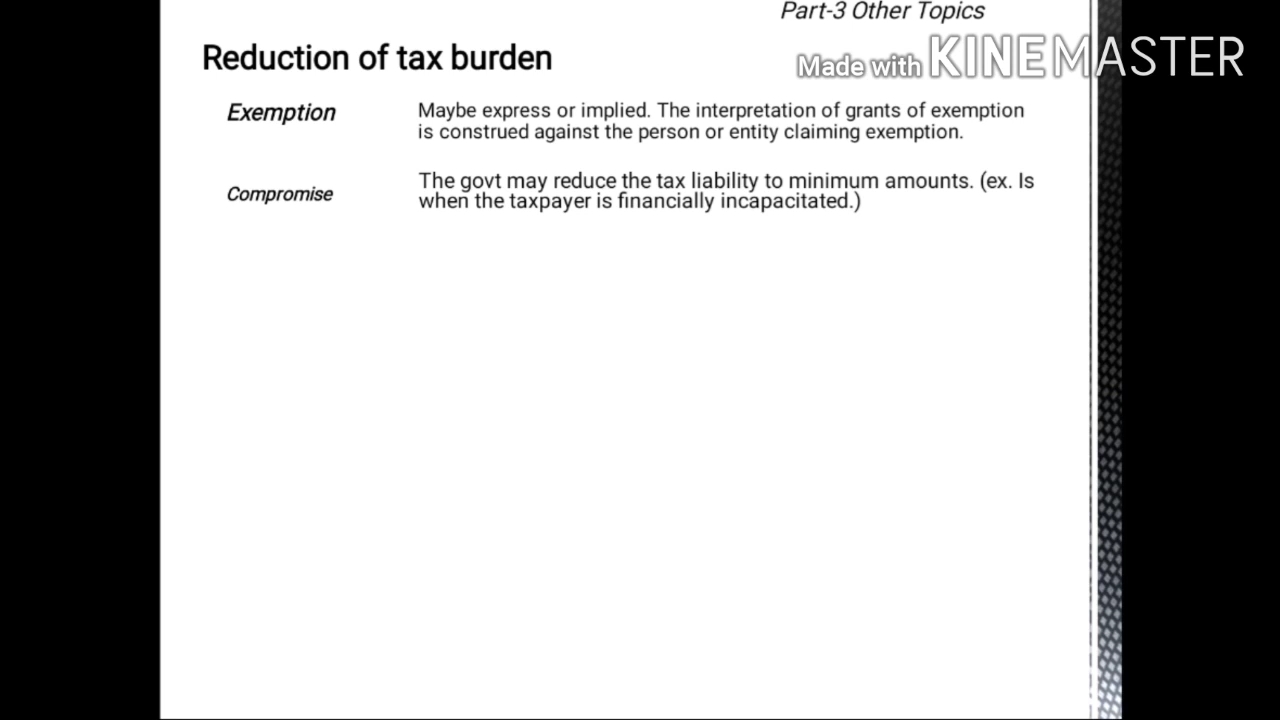 Part-3 Other Topics
Made with KINEMASTER
Reduction of tax burden
Exemption
Maybe express or implied. The interpretation of grants of exemption
is construed against the person or entity claiming exemption.
Compromise
The govt may reduce the tax liability to minimum amounts. (ex. Is
when the taxpayer is financially incapacitated.)